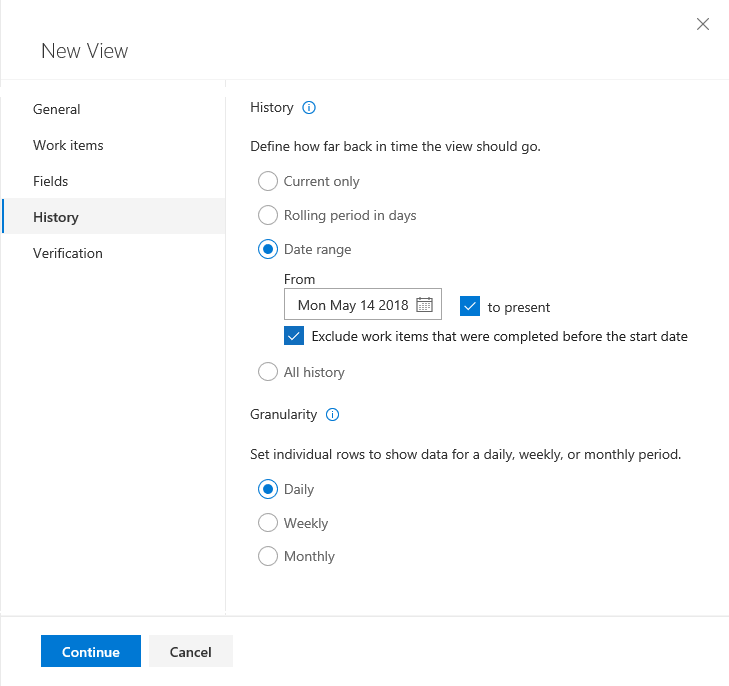 New View
General
Work items
Fields
History
Verification
History
Define how far back in time the view should go.
Current only
Rolling period in days
Date range
From
Mon May 14 2018
to present
Exclude work items that were completed before the start date
All history
Granularity
Set individual rows to show data for a daily, weekly, or monthly period.
Daily
Weekly
Monthly
Continue
Cancel